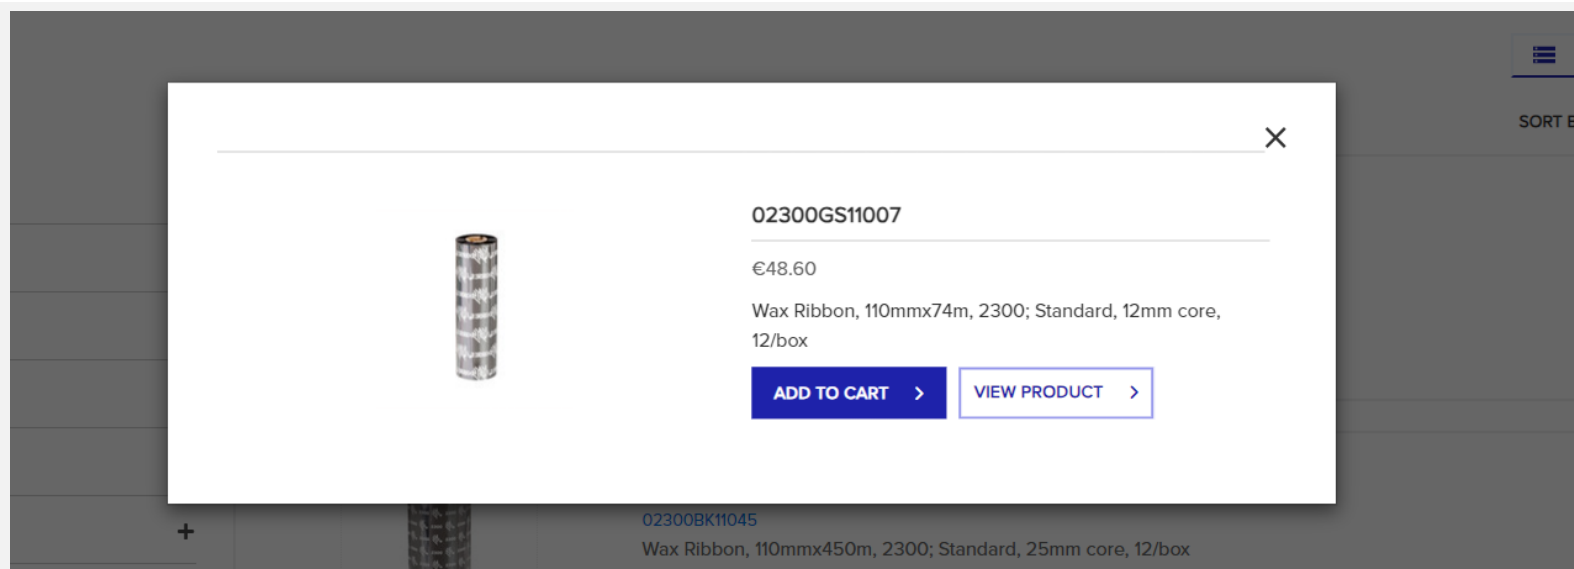 SORT
02300GS11007
€48.60
Wax Ribbon, 110mmx74m, 2300; Standard, 12mm core,
12/box
ADD TO CART
VIEW PRODUCT
02300BK11045
Wax Ribbon, 110mmx450m, 2300; Standard, 25mm core, 12/box